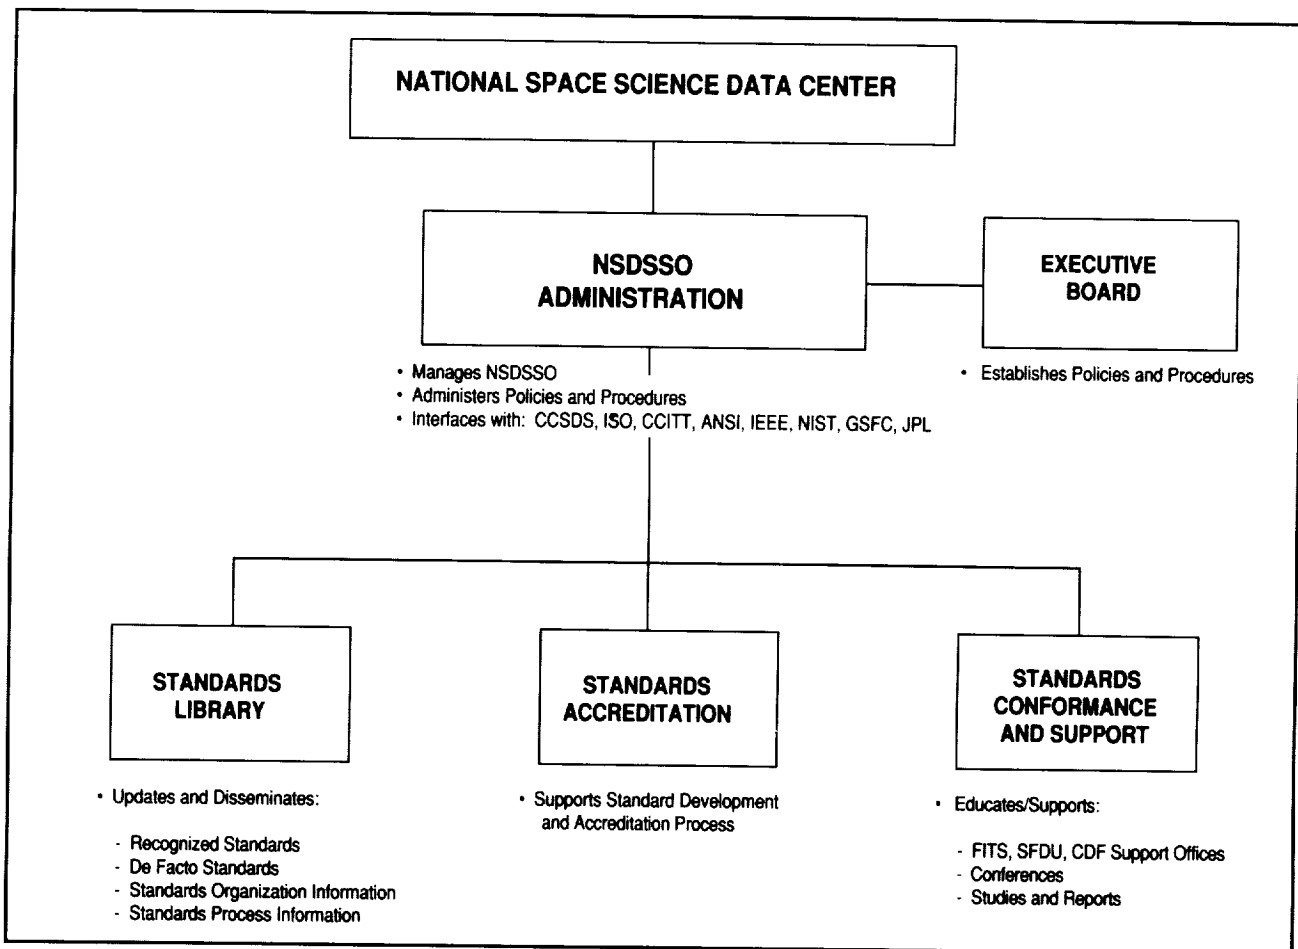 NATIONAL SPACE SCIENCE DATA CENTER
NSDSSO
ADMINISTRATION
EXECUTIVE
BOARD
• Manages NSDSSO
• Administers Policies and Procedures
• Interfaces with: CCSDS, ISO, CCITT, ANSI, IEEE, NIST, GSFC, JPL
• Establishes Policies and Procedures
STANDARDS
LIBRARY
• Updates and Disseminates:
- Recognized Standards
- De Facto Standards
- Standards Organization Information
- Standards Process Information
STANDARDS
ACCREDITATION
• Supports Standard Development
and Accreditation Process
STANDARDS
CONFORMANCE
AND SUPPORT
• Educates/Supports:
- FITS, SFDU, CDF Support Offices
- Conferences
- Studies and Reports